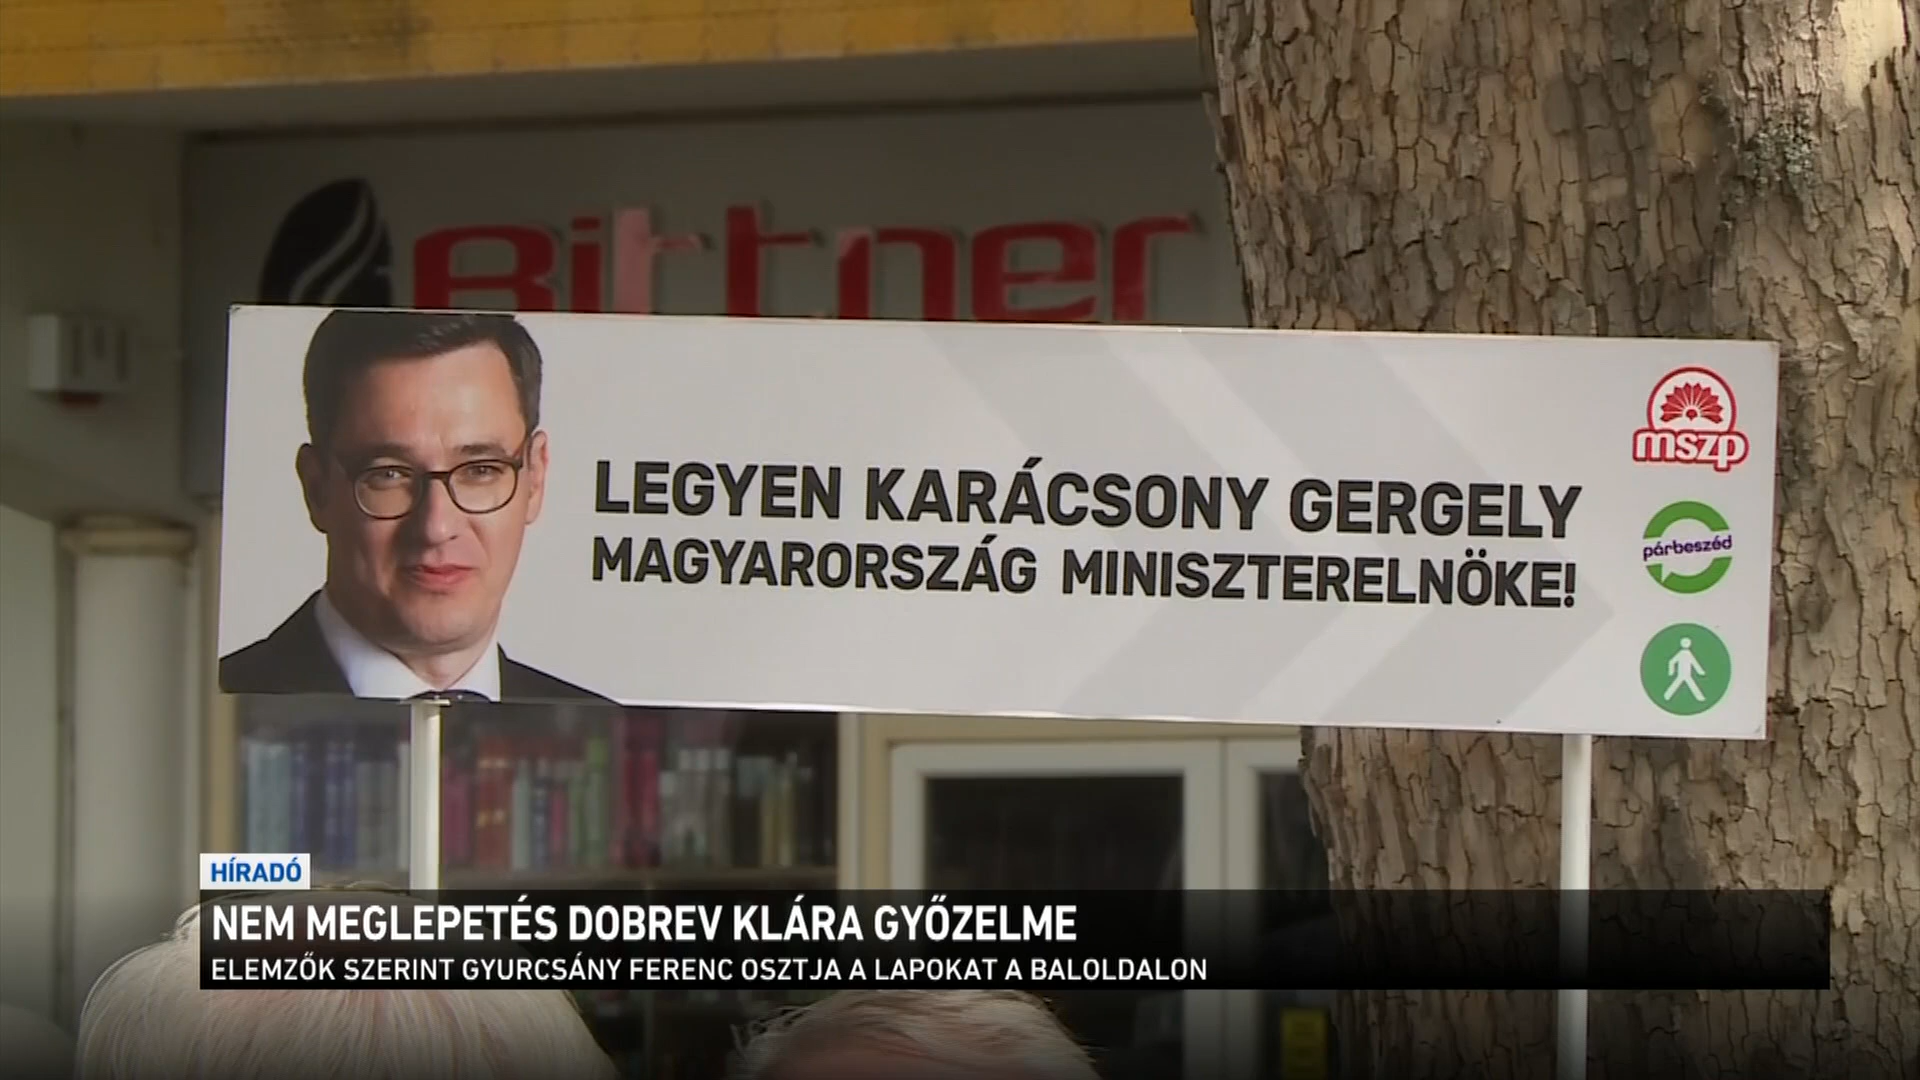 Bittner
LEGYEN KARÁCSONY GERGELY
MAGYARORSZÁG MINISZTERELNÖKE!
mszp
párbeszéd
HÍRADÓ
NEM MEGLEPETÉS DOBREV KLÁRA GYŐZELME
ELEMZŐK SZERINT GYURCSÁNY FERENC OSZTJA A LAPOKAT A BALOLDALON